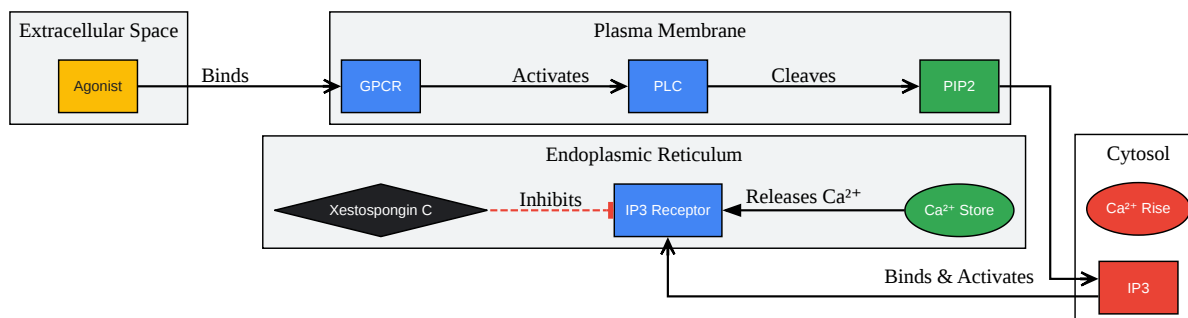 Extracellular Space
Plasma Membrane
Agonist
Binds
GPCR
Activates
PLC
Cleaves
PIP2
Endoplasmic Reticulum
Cytosol
Xestospongin C
Inhibits
IP3 Receptor
Releases Ca²⁺
Ca²⁺ Store
Ca²⁺ Rise
Binds & Activates
IP3